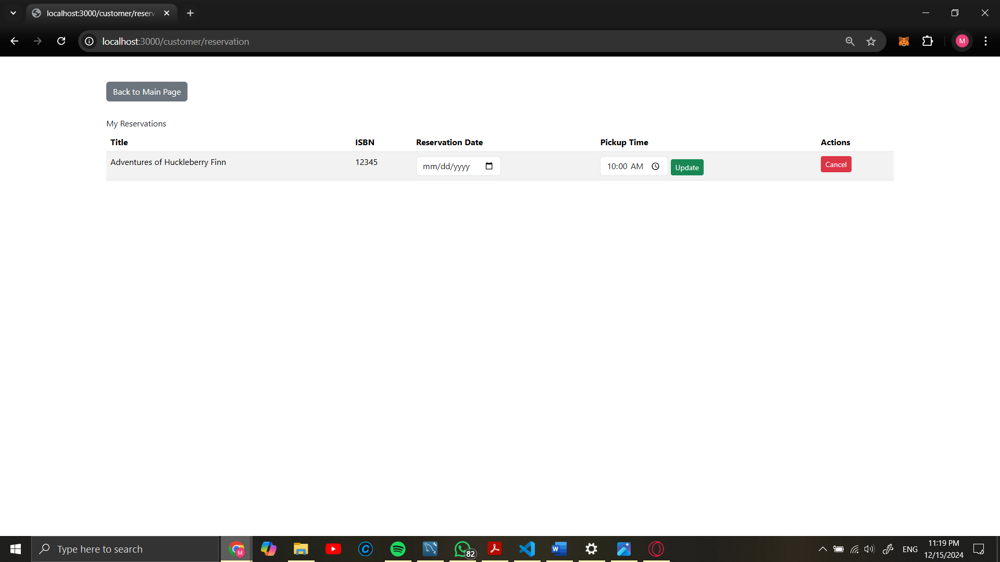 localhost:3000/customer/reserv
localhost:3000/customer/reservation
M
Back to Main Page
My Reservations
Title ISBN Reservation Date Pickup Time Actions
Adventures of Huckleberry Finn 12345 mm/dd/yyyy 10:00 AM Update Cancel
Type here to search
M
82
W
ENG
11:19 PM
12/15/2024